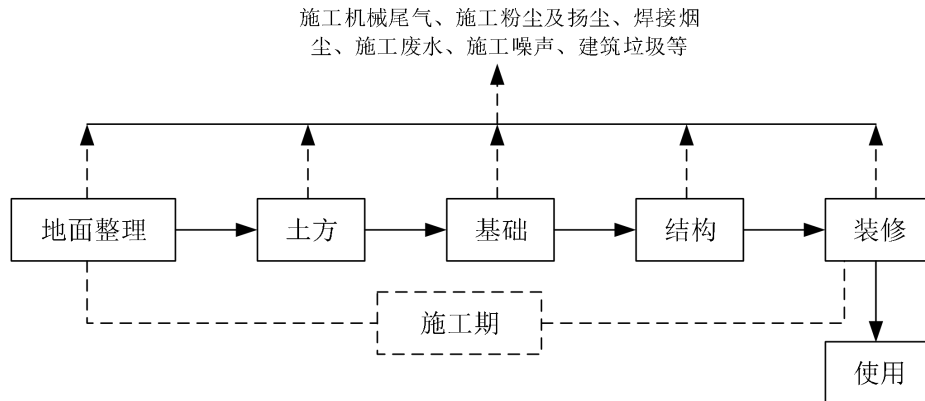 施工机械尾气、施工粉尘及扬尘、焊接烟
尘、施工废水、施工噪声、建筑垃圾等
地面整理
土方
基础
结构
装修
施工期
使用